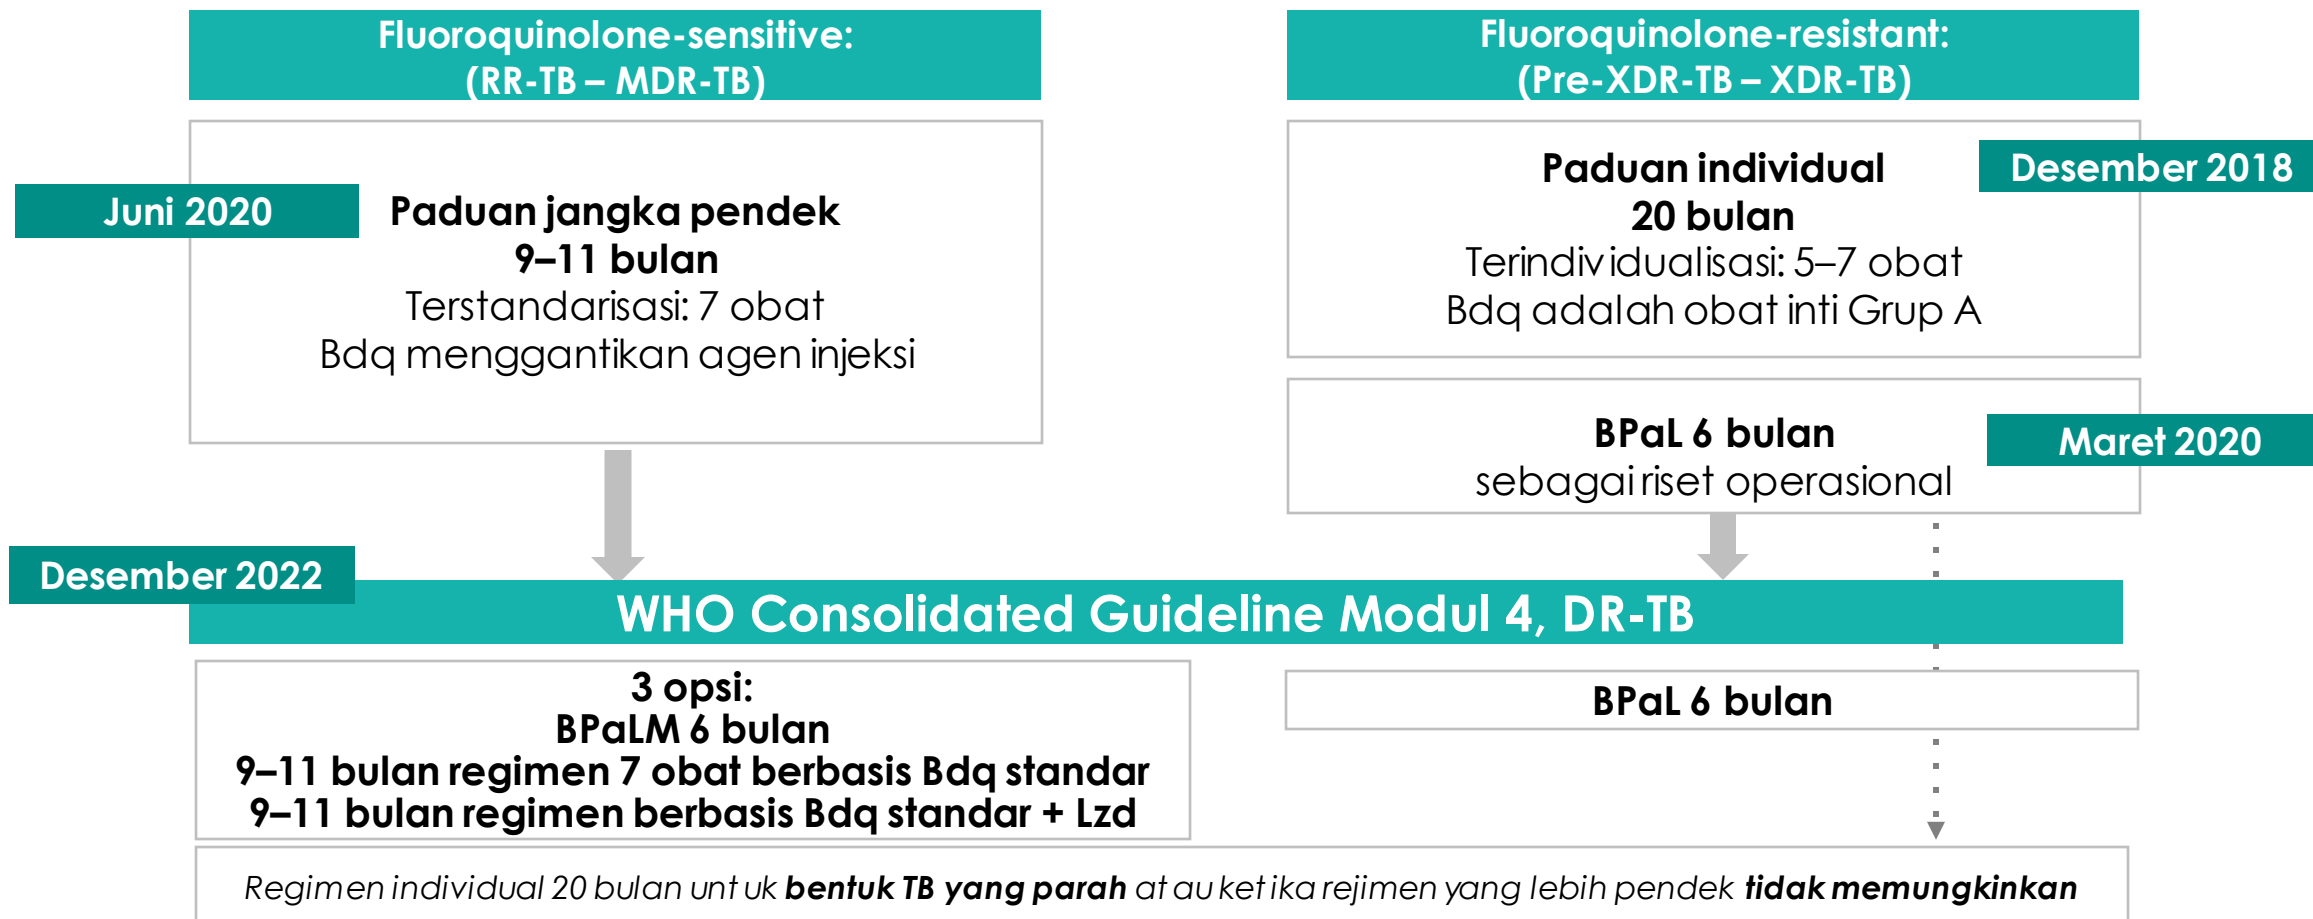 Fluoroquinolone-sensitive:
(RR-TB – MDR-TB)
Juni 2020
Paduan jangka pendek
9–11 bulan
Terstandarisasi: 7 obat
Bdq menggantikan agen injeksi
Fluoroquinolone-resistant:
(Pre-XDR-TB – XDR-TB)
Desember 2018
Paduan individual
20 bulan
Terindividualisasi: 5–7 obat
Bdq adalah obat inti Grup A
Maret 2020
BPaL 6 bulan
sebagai riset operasional
Desember 2022
WHO Consolidated Guideline Modul 4, DR-TB
3 opsi:
BPaLM 6 bulan
9–11 bulan regimen 7 obat berbasis Bdq standar
9–11 bulan regimen berbasis Bdq standar + Lzd
BPaL 6 bulan
Regimen individual 20 bulan untuk bentuk TB yang parah atau ketika rejimen yang lebih pendek tidak memungkinkan